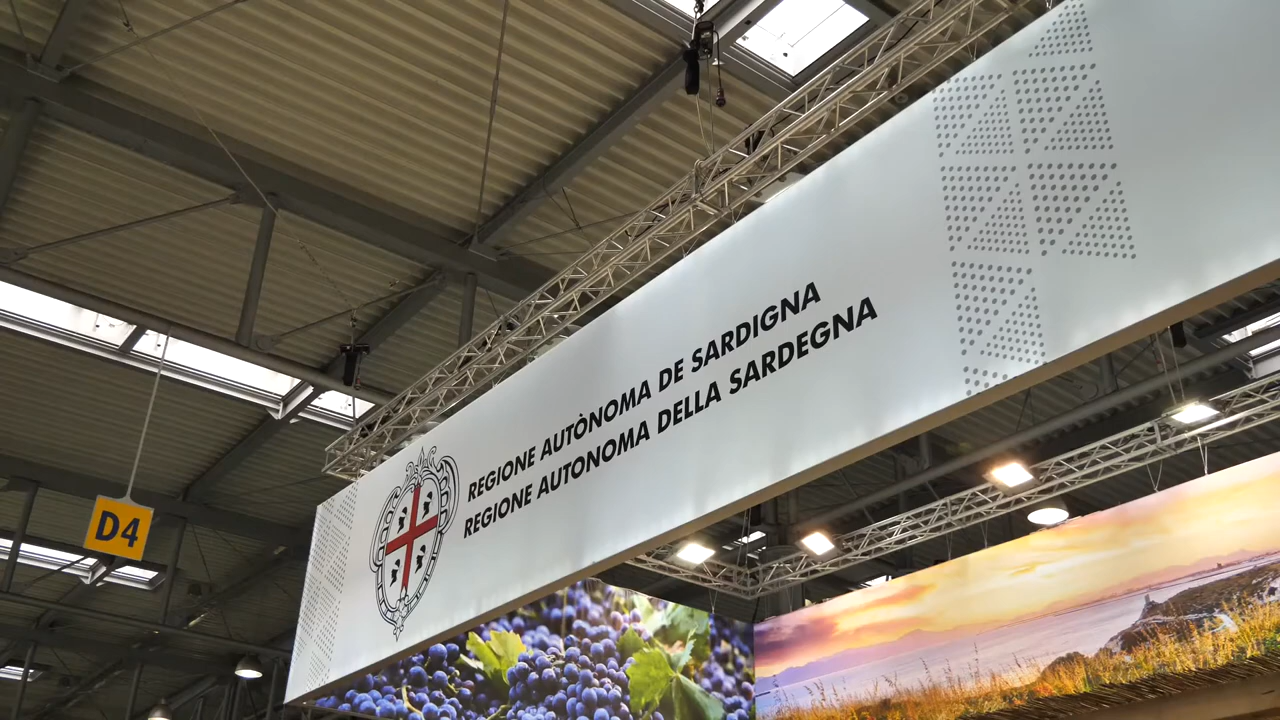 D4
REGIONE AUTÒNOMA DE SARDIGNA
REGIONE AUTONOMA DELLA SARDEGNA